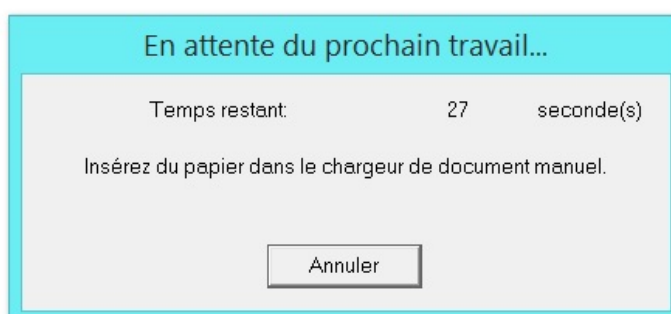 En attente du prochain travail...
Temps restant: 27 seconde(s)
Insérez du papier dans le chargeur de document manuel.
Annuler